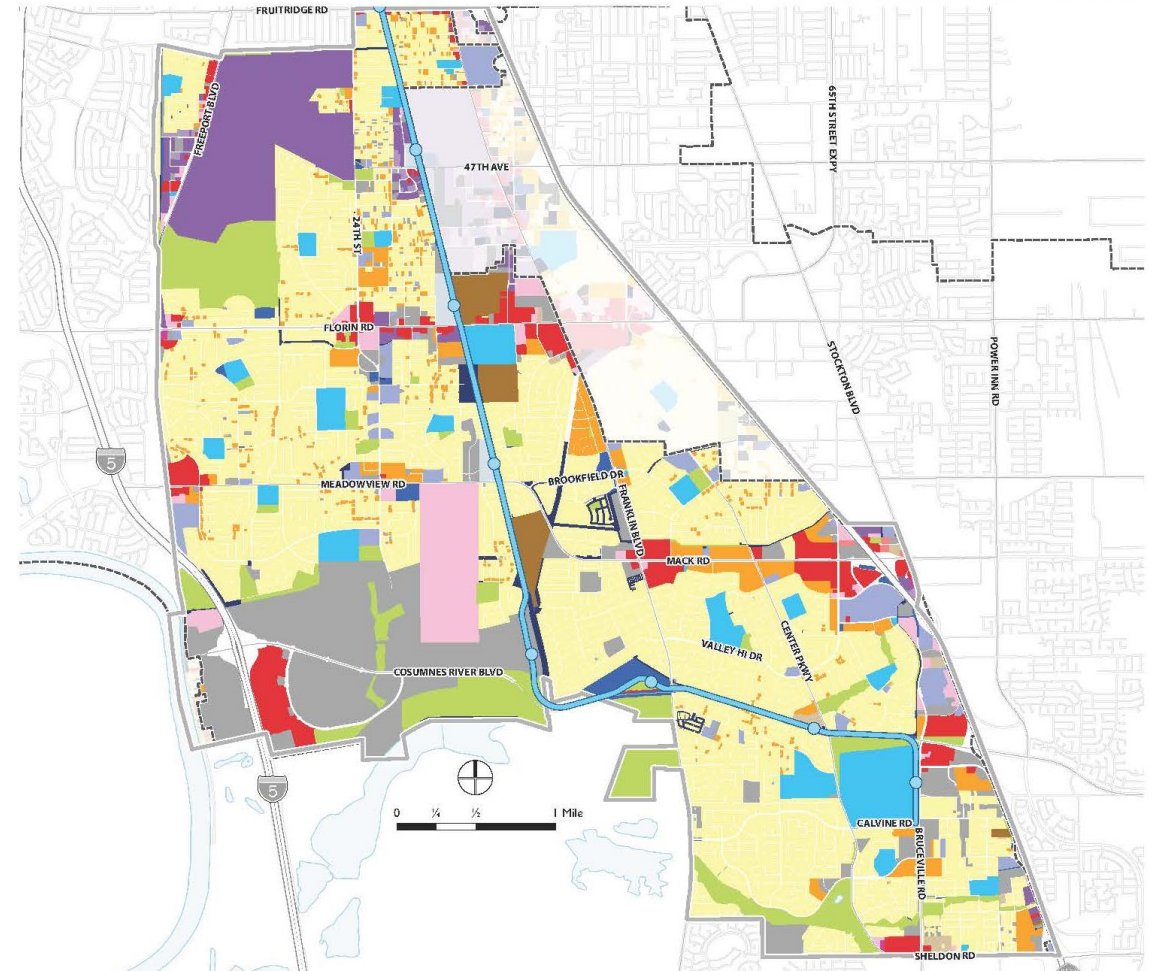 FRUITRIDGE RD
FREEPORT BLVD
65TH STREET EXPY
47TH AVE
24TH ST
FLORIN RD
STOCKTON BLVD
POWER INN RD
5
MEADOWVIEW RD
BROOKFIELD DR
FRANKLIN BLVD
MACK RD
CENTER PKWY
VALLEY HI DR
COSUMNES RIVER BLVD
5
0 ¼ ½ 1 Mile
CALVINE RD
BRUCEVILLE RD
SHELDON RD